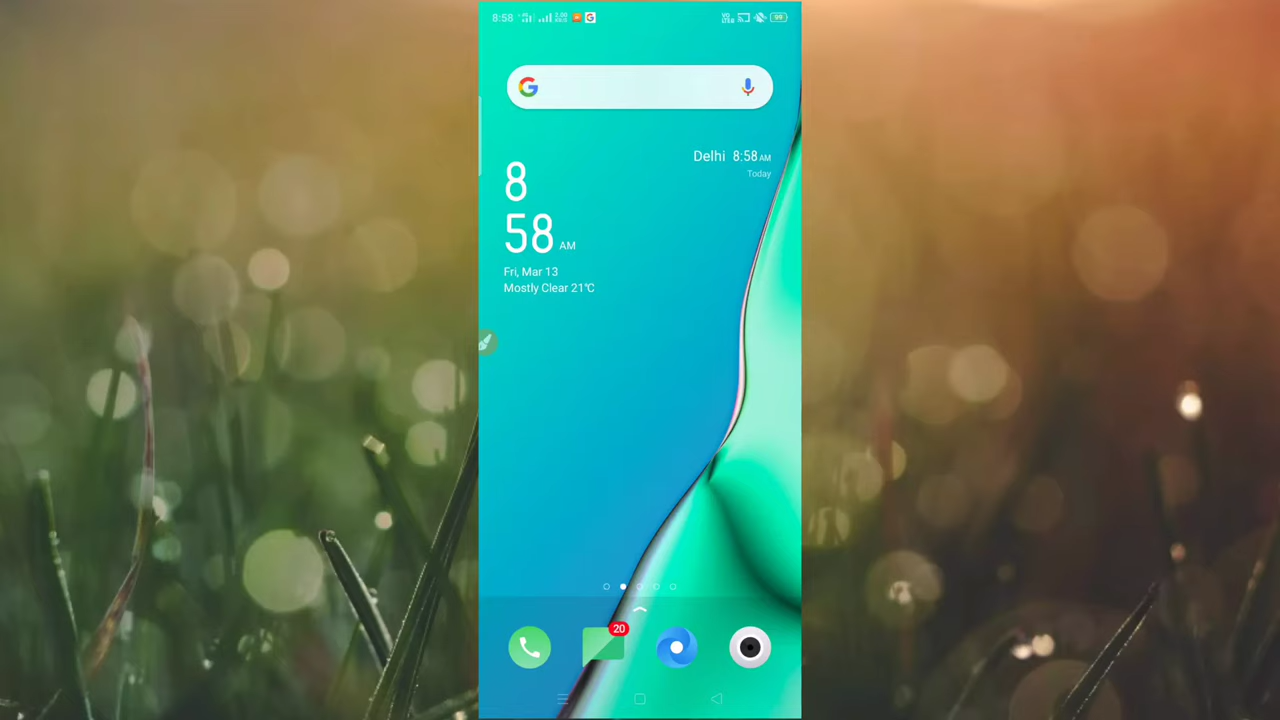 8:58
Delhi 8:58 AM
Today
8
58 AM
Fri, Mar 13
Mostly Clear 21℃
20